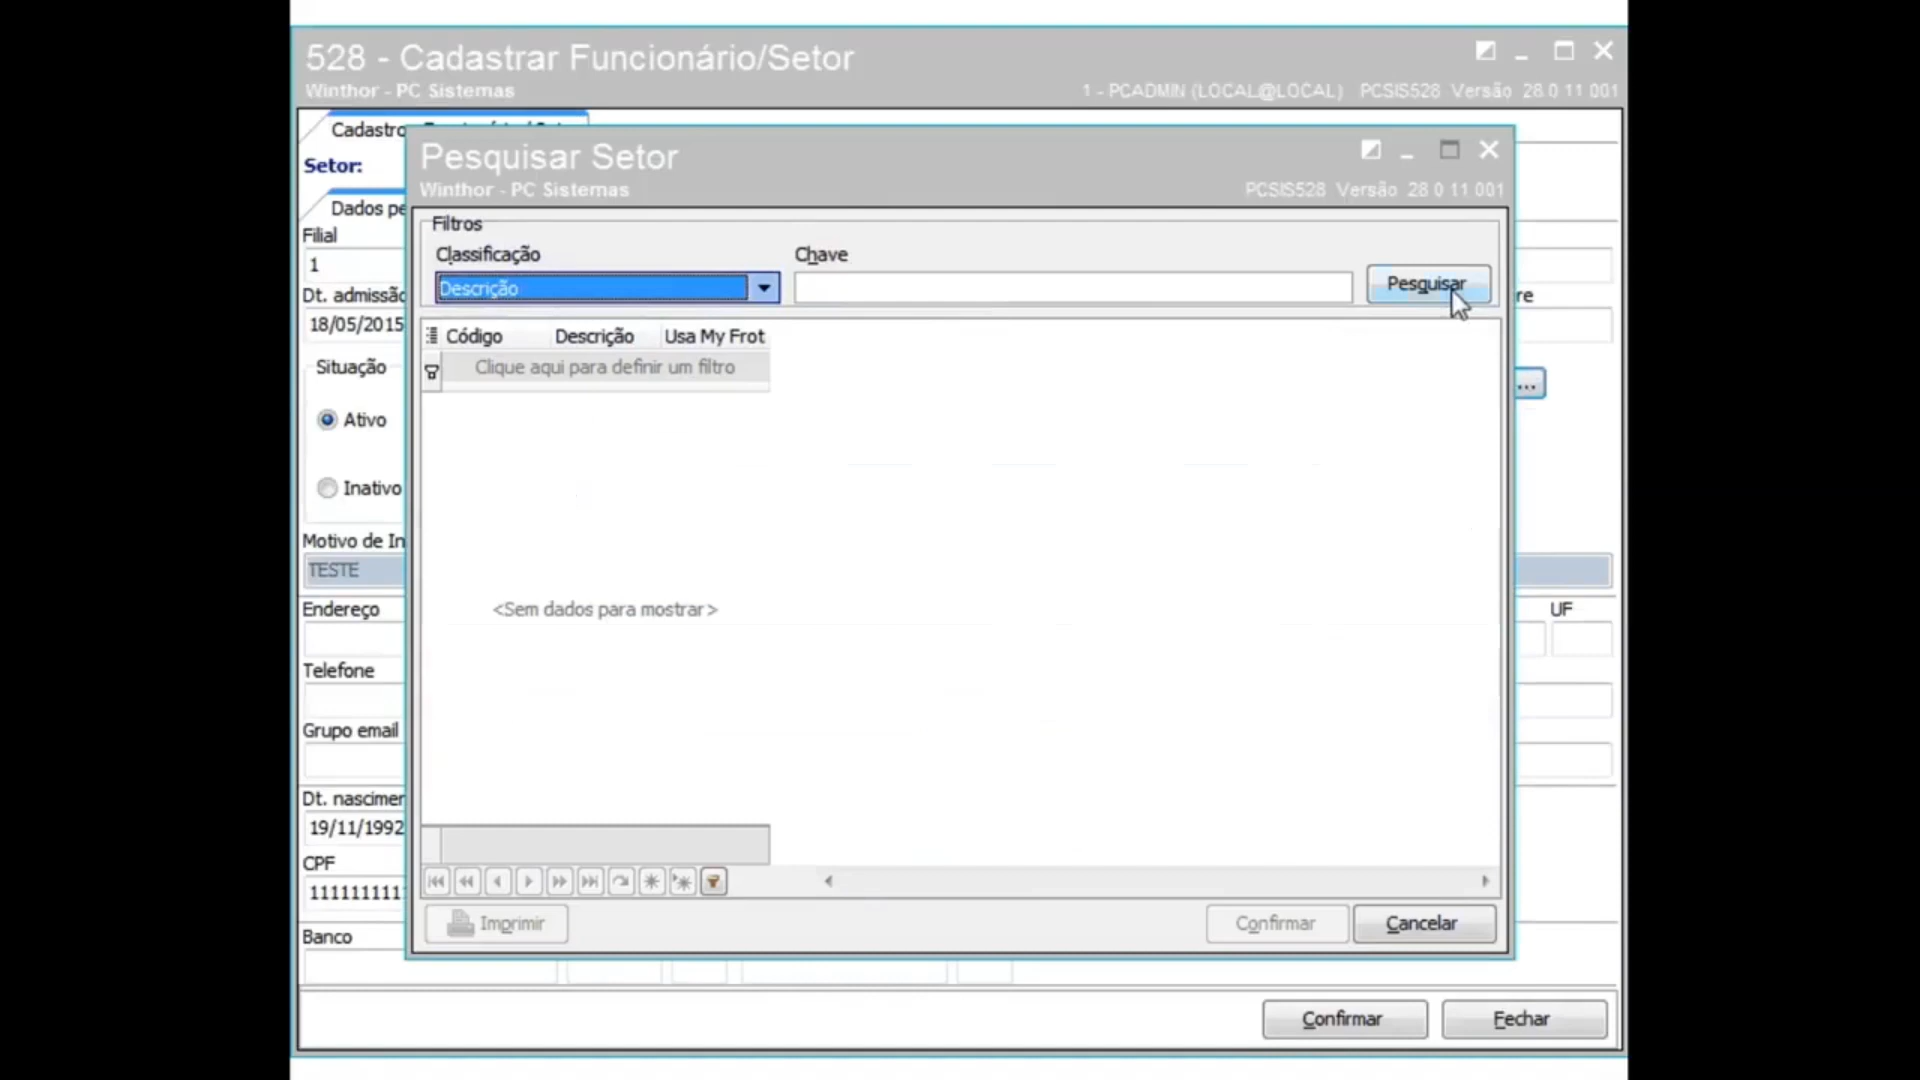 528 - Cadastrar Funcionário/Setor
Winthor - PC Sistemas
1 - PCADMIN (LOCAL@LOCAL) PCSIS528 Versão 28.0.11.001
Cadastro
Setor:
Pesquisar Setor
Winthor - PC Sistemas
PCSIS528 Versão 28.0.11.001
Dados pe
Filial
1
Dt. admissão
18/05/2015
re
Filtros
Classificação
Chave
Descrição
Pesquisar
Código Descrição Usa My Frot
Clique aqui para definir um filtro
Situação
Ativo
...
Inativo
Motivo de In
TESTE
<Sem dados para mostrar>
Endereço
UF
Telefone
Grupo email
Dt. nascimen
19/11/1992
CPF
1111111111
Imprimir
Confirmar
Cancelar
Banco
Confirmar
Fechar